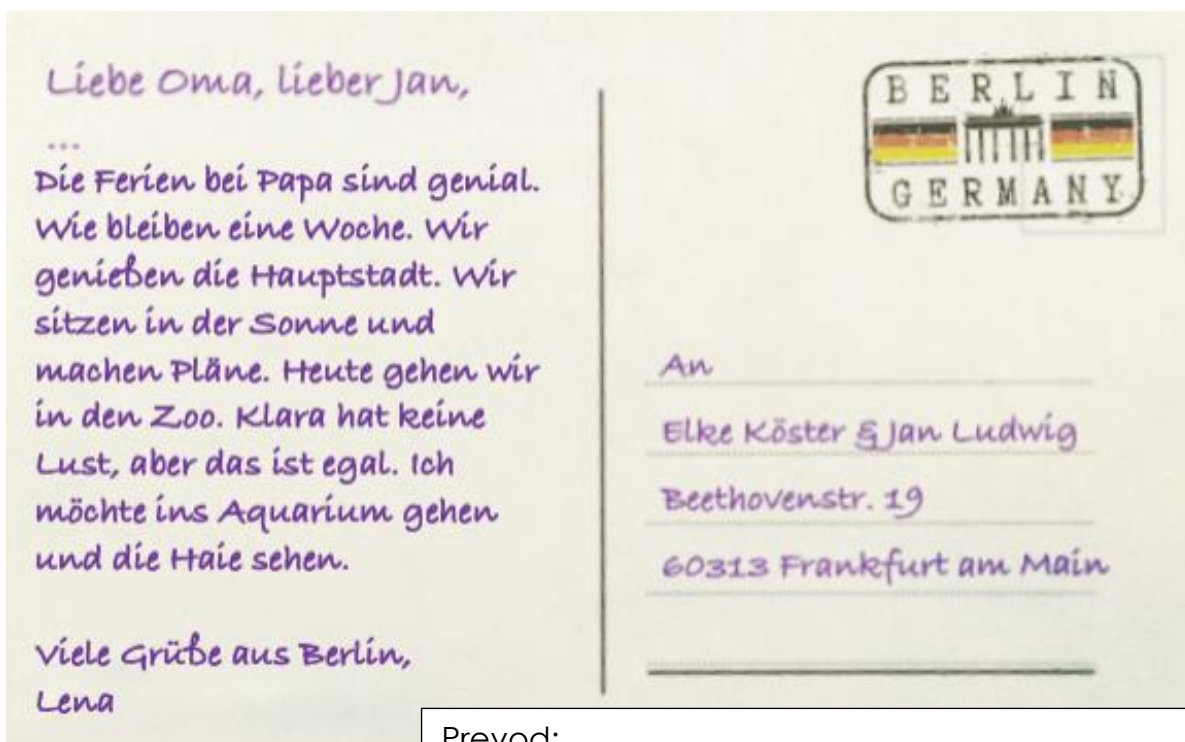 Liebe Oma, lieber Jan,
...
Die Ferien bei Papa sind genial.
Wie bleiben eine Woche. Wir
genießen die Hauptstadt. Wir
sitzen in der Sonne und
machen Pläne. Heute gehen wir
in den Zoo. Klara hat keine
Lust, aber das ist egal. Ich
möchte ins Aquarium gehen
und die Haie sehen.
Viele Grüße aus Berlin,
Lena
BERLIN
GERMANY
An
Elke Köster & Jan Ludwig
Beethovenstr. 19
60313 Frankfurt am Main
Prevod: